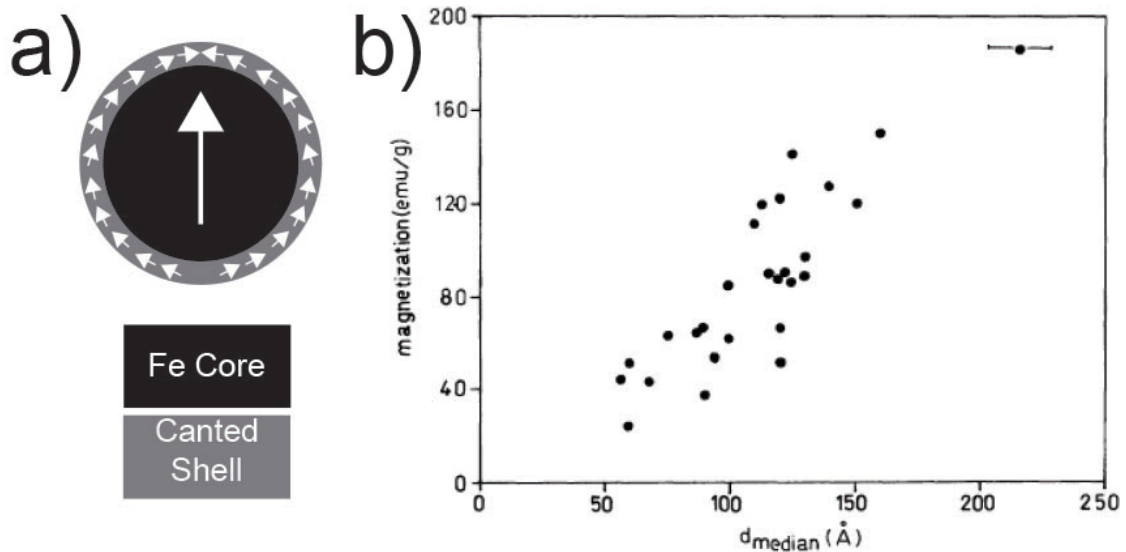 a)
Fe Core
Canted
Shell
b)
magnetization(emu/g)
200
160
120
80
40
0
0 50 100 150 200 250
dmedian(Å)